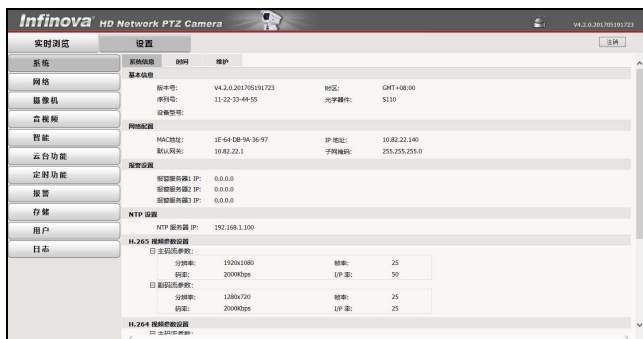 Infinova® HD Network PTZ Camera
V4.2.0.201705191723
实时浏览 设置 注销
系统
网络
摄像机
音视频
智能
云台功能
定时功能
报警
存储
用户
日志
系统信息 时间 维护
基本信息
版本号: V4.2.0.201705191723 时区: GMT+08:00
序列号: 11-22-33-44-55 光学器件: S110
设备型号:
网络配置
MAC地址: 1E-64-DB-9A-36-97 IP 地址: 10.82.22.140
默认网关: 10.82.22.1 子网掩码: 255.255.255.0
报警设置
报警服务器1 IP: 0.0.0.0
报警服务器2 IP: 0.0.0.0
报警服务器3 IP: 0.0.0.0
NTP 设置
NTP 服务器 IP: 192.168.1.100
H.265 视频参数设置
主码流参数:
分辨率: 1920x1080 帧率: 25
码率: 2000Kbps I/P 率: 50
副码流参数:
分辨率: 1280x720 帧率: 25
码率: 2000Kbps I/P 率: 25
H.264 视频参数设置
主码流参数: